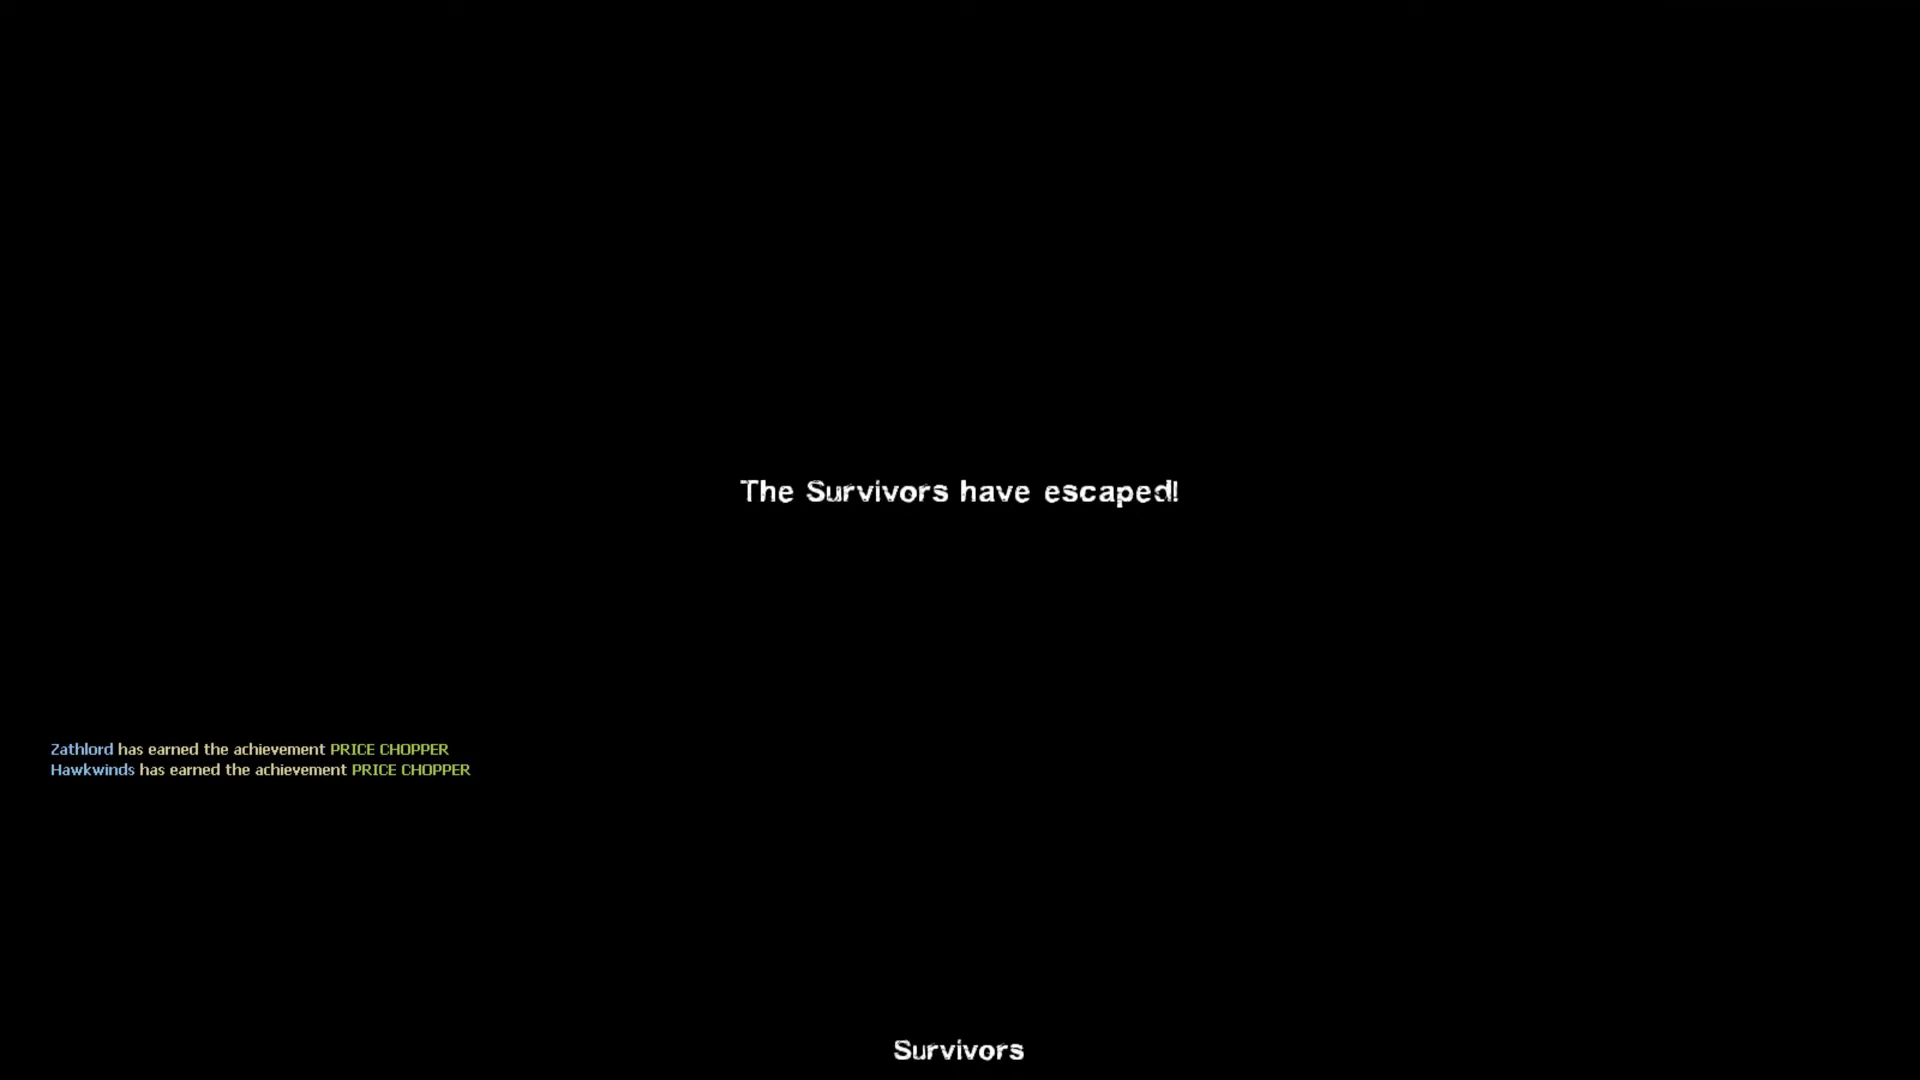 The Survivors have escaped!
Zathlord has earned the achievement PRICE CHOPPER
Hawkwinds has earned the achievement PRICE CHOPPER
Survivors